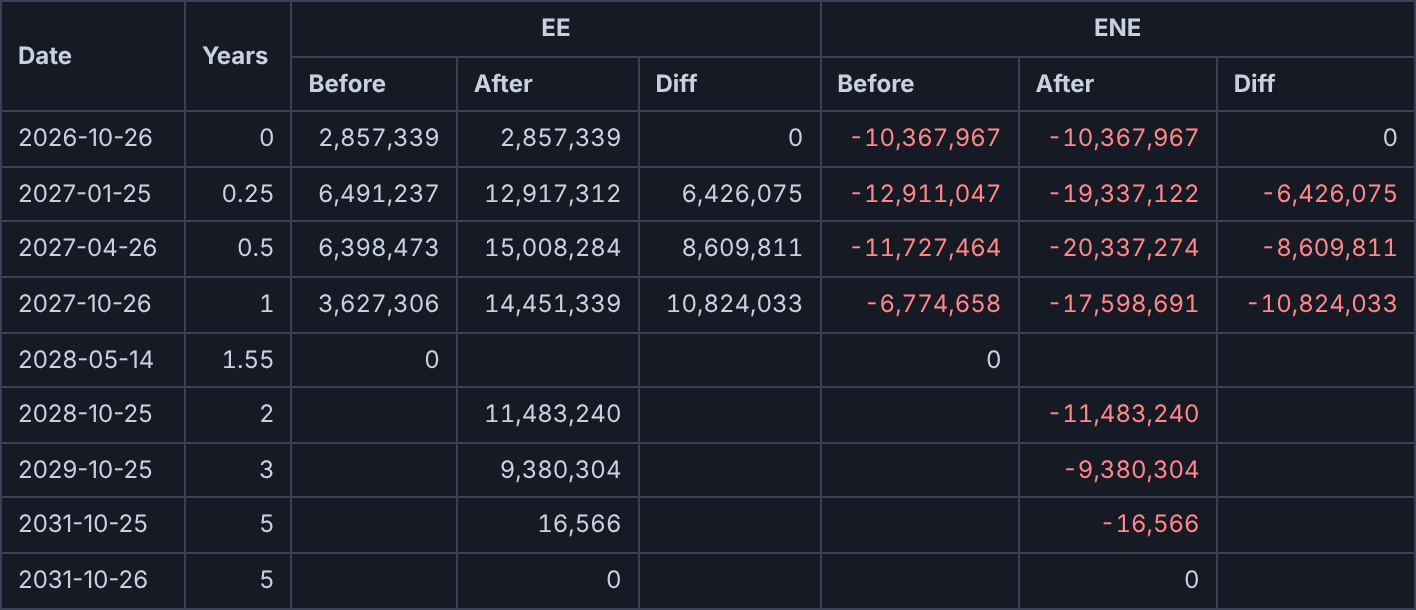 Date Years EE ENE
Before After Diff Before After Diff
2026-10-26 0 2,857,339 2,857,339 0 -10,367,967 -10,367,967 0
2027-01-25 0.25 6,491,237 12,917,312 6,426,075 -12,911,047 -19,337,122 -6,426,075
2027-04-26 0.5 6,398,473 15,008,284 8,609,811 -11,727,464 -20,337,274 -8,609,811
2027-10-26 1 3,627,306 14,451,339 10,824,033 -6,774,658 -17,598,691 -10,824,033
2028-05-14 1.55 0 0
2028-10-25 2 11,483,240 -11,483,240
2029-10-25 3 9,380,304 -9,380,304
2031-10-25 5 16,566 -16,566
2031-10-26 5 0 0